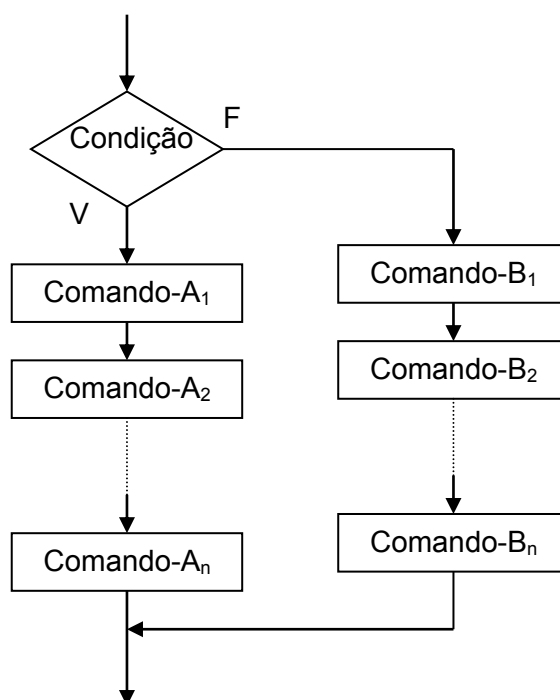 F
Condição
V
Comando-A₁
Comando-B₁
Comando-A₂
Comando-B₂
Comando-Aₙ
Comando-Bₙ